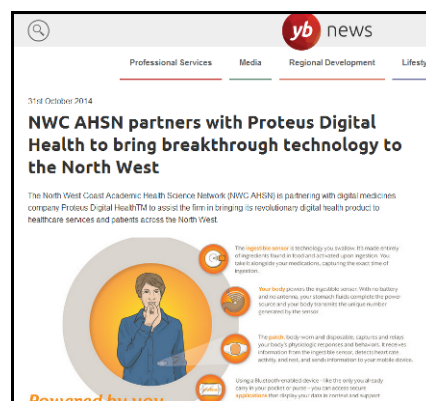 yb news
Professional Services Media Regional Development Lifesty
31st October 2014
NWC AHSN partners with Proteus Digital
Health to bring breakthrough technology to
the North West
The North West Coast Academic Health Science Network (NWC AHSN) is partnering with digital medicines
company Proteus Digital HealthTM to assist the firm in bringing its revolutionary digital health product to
healthcare services and patients across the North West.
The ingestible sensor is technology you swallow. It's made entirely
of ingredients found in food and activated upon ingestion. You
take it alongside your medications, capturing the exact time of
ingestion.
Your body powers the ingestible sensor. With no battery
and no antenna, your stomach fluids complete the power
source and your body transmits the unique number
generated by the sensor.
The patch, body-worn and disposable, captures and relays
your body's physiologic responses and behaviors. It receives
information from the ingestible sensor, detects heart rate,
activity, and rest, and sends information to your mobile device.
Using a Bluetooth-enabled device - like the only you already
carry in your pocket or purse - you can access secure
applications that display your data in context and support
Powered by you